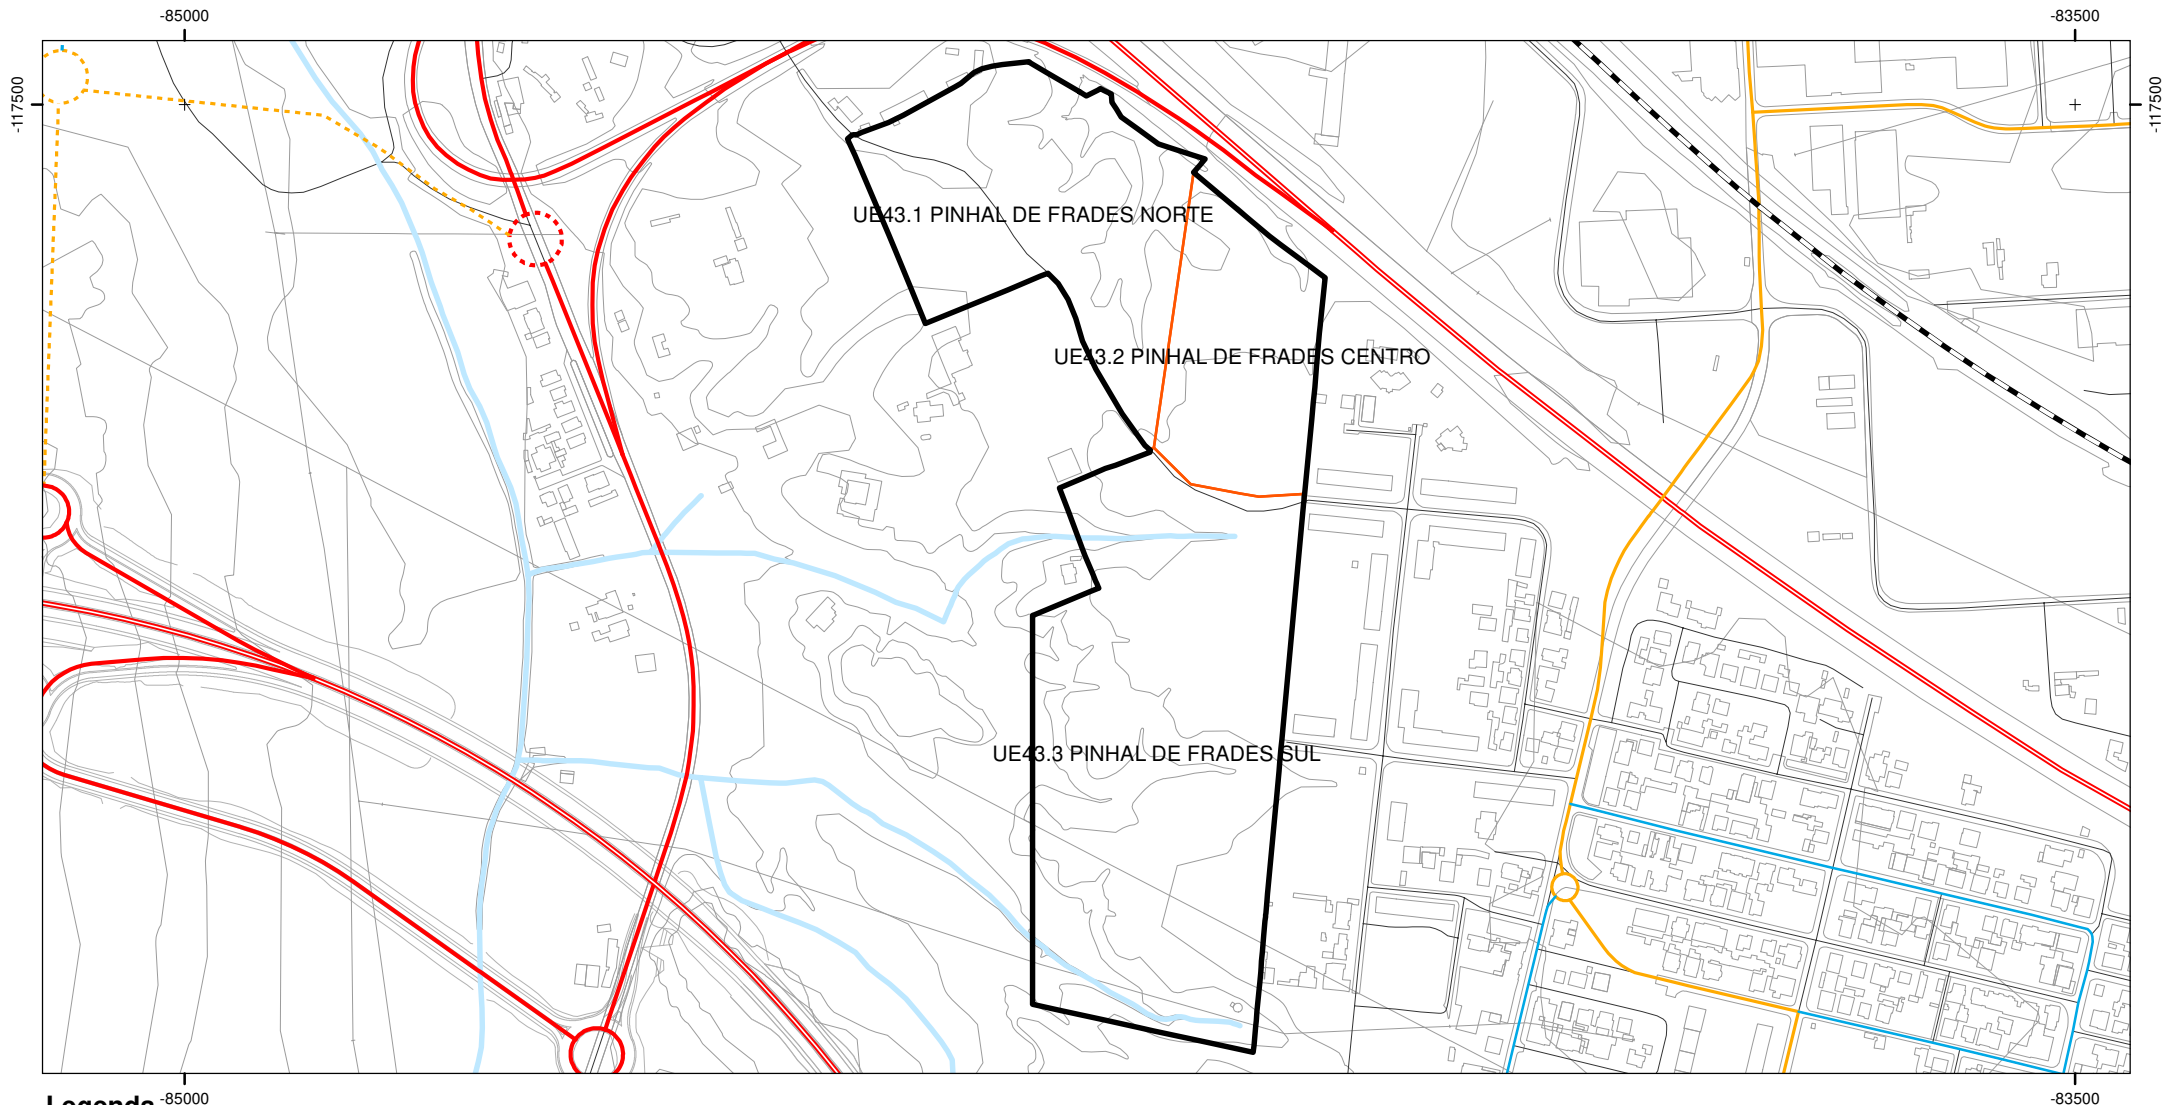 -85000
-83500
-117500
-117500
UE43.1 PINHAL DE FRADES NORTE
UE43.2 PINHAL DE FRADES CENTRO
UE43.3 PINHAL DE FRADES SUL
Legenda
-85000
-83500